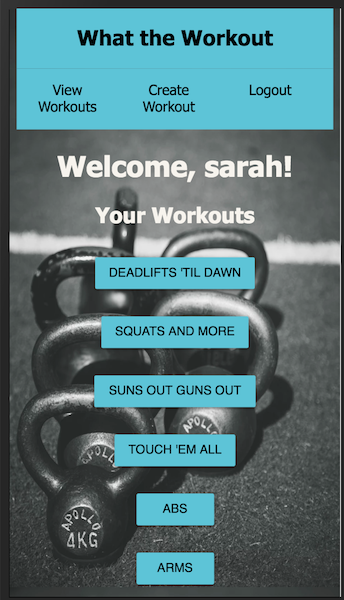 What the Workout
View Create Logout
Workouts Workout
Welcome, sarah!
Your Workouts
DEADLIFTS 'TIL DAWN
SQUATS AND MORE
SUNS OUT GUNS OUT
TOUCH 'EM ALL
ABS
ARMS
APOLLO
APOLLO
4KG